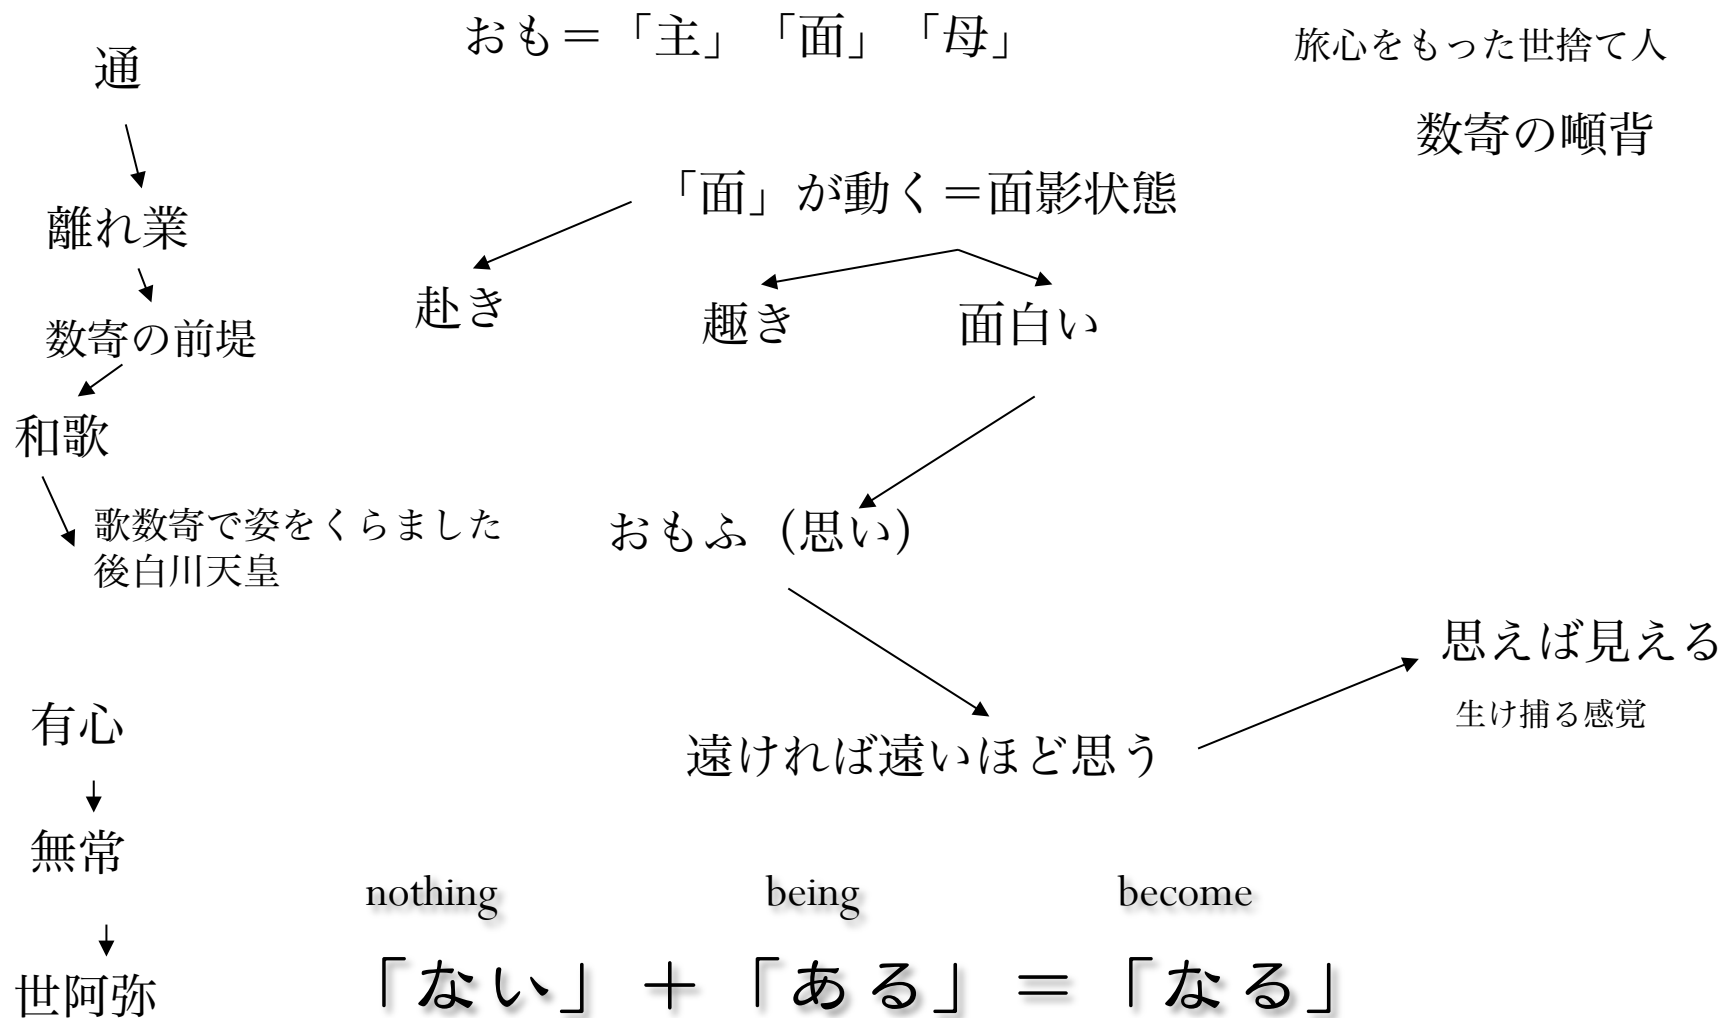 おも＝「主」「面」「母」
旅心をもった世捨て人
通
数寄の顚背
「面」が動く＝面影状態
離れ業
赴き
趣き
面白い
数寄の前堤
和歌
歌数寄で姿をくらました
後白川天皇
おもふ（思い）
思えば見える
有心
生け捕る感覚
遠ければ遠いほど思う
無常
nothing
being
become
世阿弥
「ない」＋「ある」＝「なる」